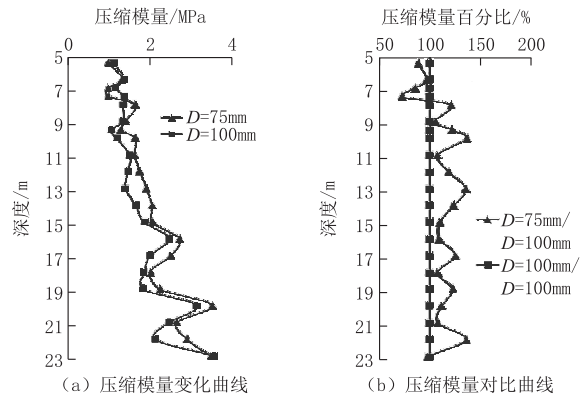 压缩模量/MPa
0 2 4
5
7
9
11
13
15
17
19
21
23
深度/m
D=75mm
D=100mm
(a) 压缩模量变化曲线
压缩模量百分比/%
50 100 150 200
5
7
9
11
13
15
17
19
21
23
深度/m
D=75mm/
D=100mm
D=100mm/
D=100mm
(b) 压缩模量对比曲线